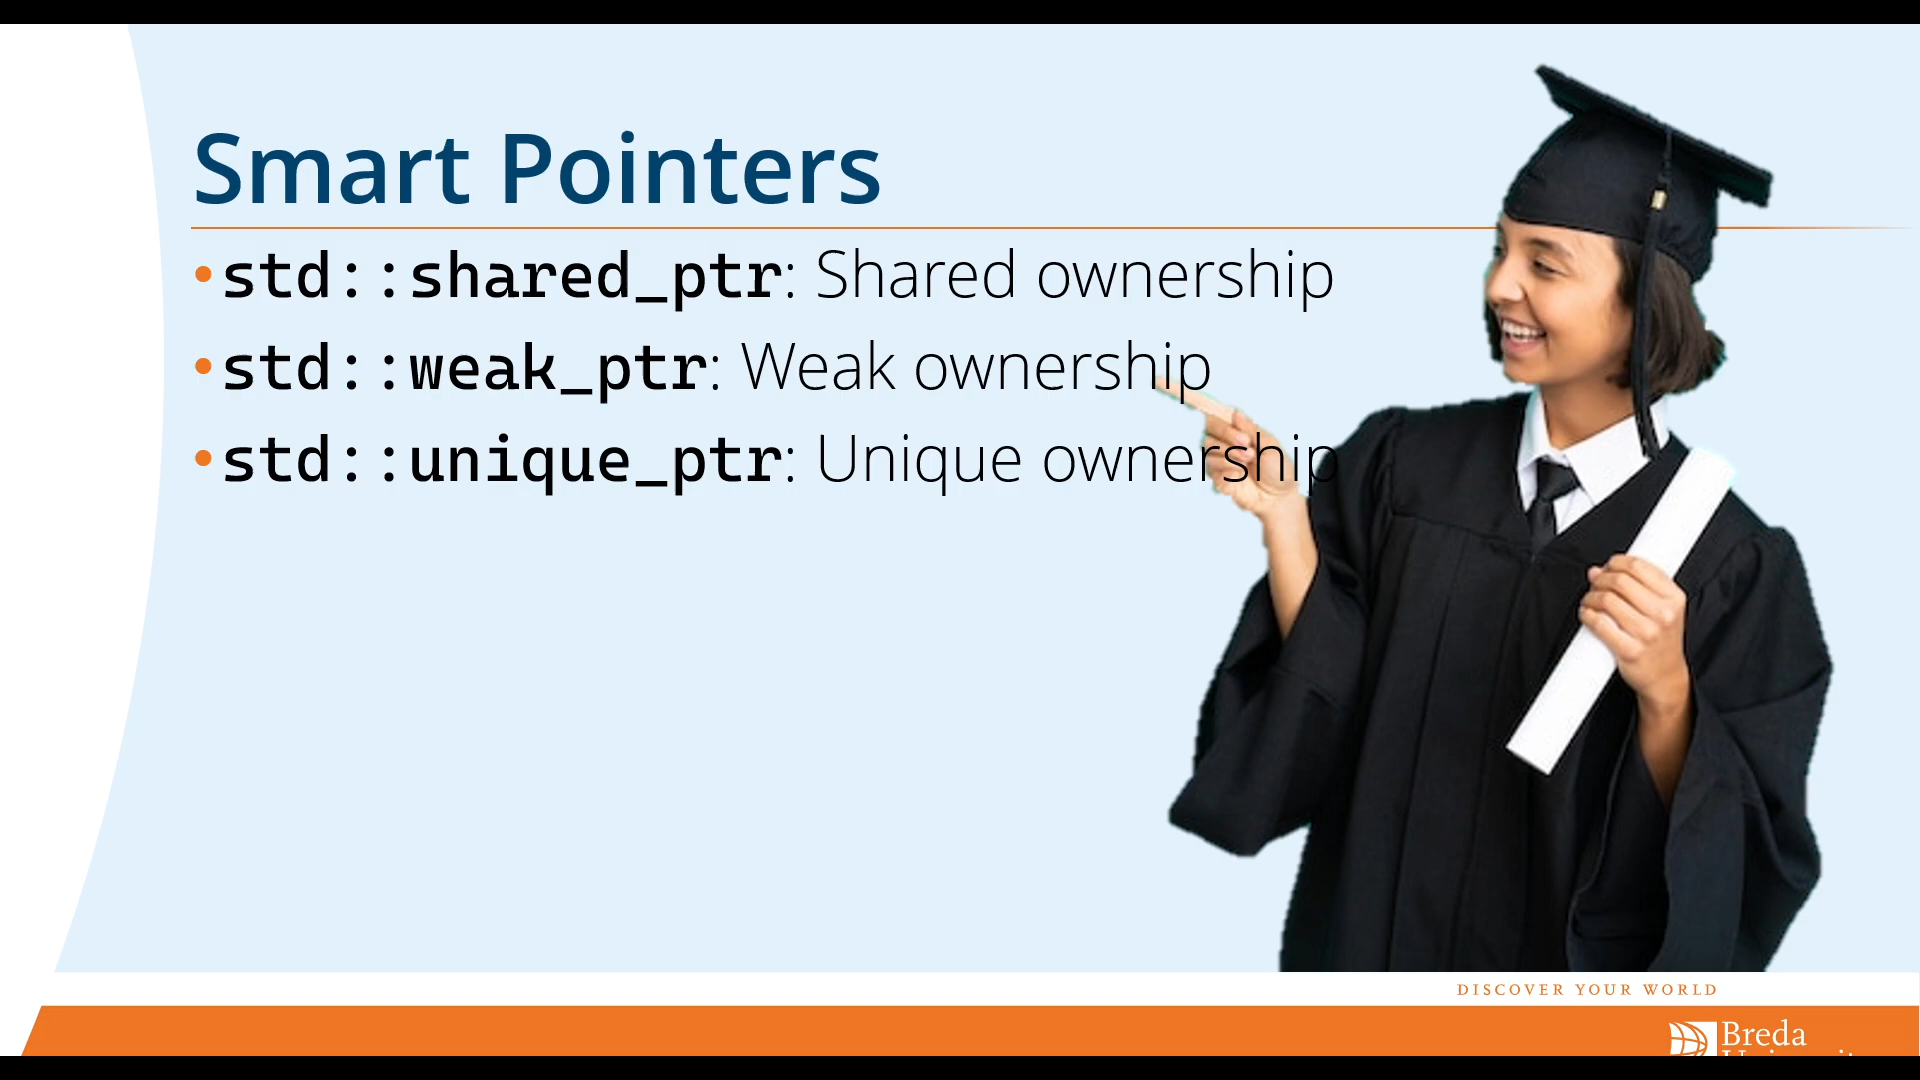 Smart Pointers
•std::shared_ptr: Shared ownership
•std::weak_ptr: Weak ownership
•std::unique_ptr: Unique ownership
DISCOVER YOUR WORLD
Breda